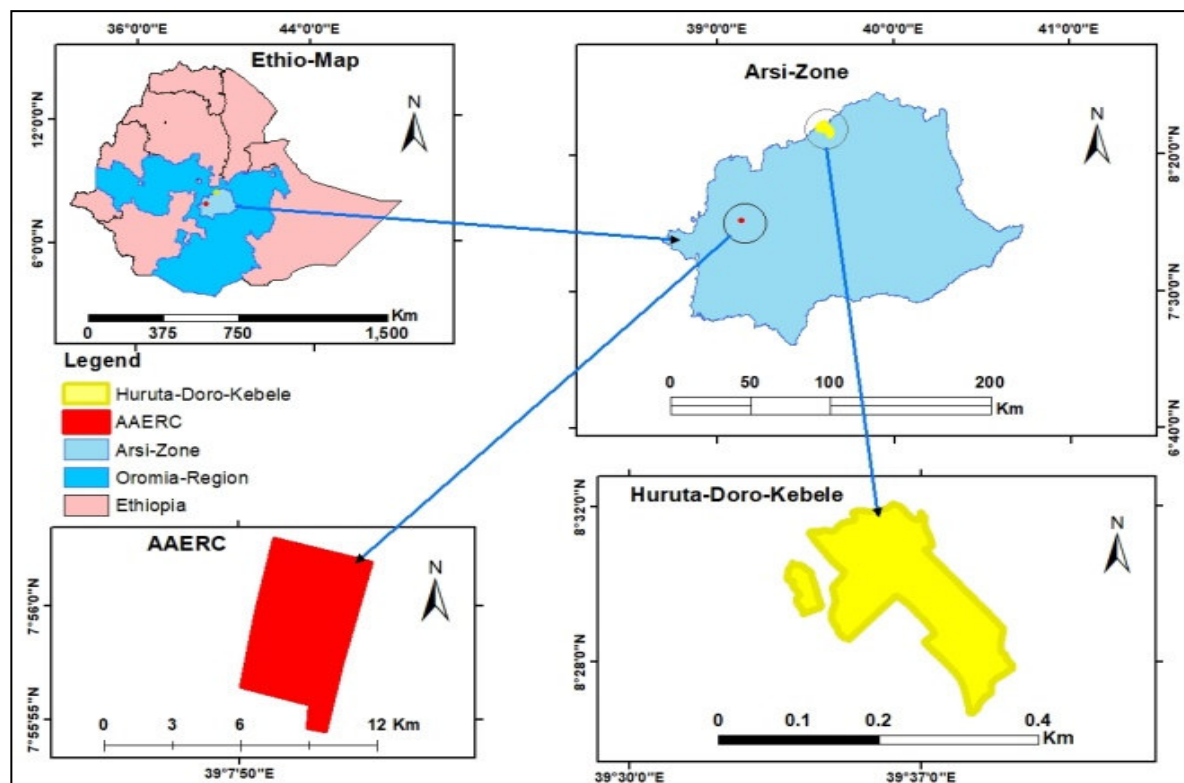 36°0'0"E 44°0'0"E
Ethio-Map
N
12°0'0"N
6°0'0"N
Km
0 375 750 1,500
39°0'0"E 40°0'0"E 41°0'0"E
Arsi-Zone
N
8°20'0"N
7°30'0"N
6°40'0"N
0 50 100 200
Km
Legend
Huruta-Doro-Kebele
AAERC
Arsi-Zone
Oromia-Region
Ethiopia
AAERC
N
7°56'0"N
7°55'55"N
0 3 6 12 Km
39°7'50"E
Huruta-Doro-Kebele
N
8°32'0"N
8°28'0"N
0 0.1 0.2 0.4
Km
39°30'0"E 39°37'0"E